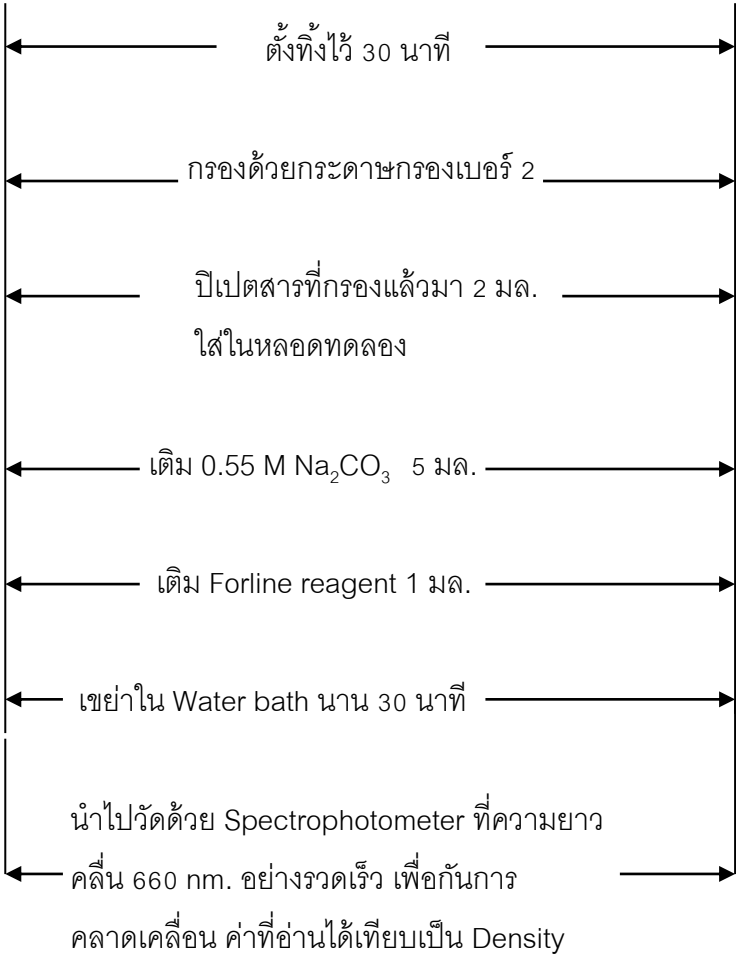 ตั้งทิ้งไว้ 30 นาที
กรองด้วยกระดาษกรองเบอร์ 2
ปิเปตสารที่กรองแล้วมา 2 มล.
ใส่ในหลอดทดลอง
เติม 0.55 M Na₂CO₃ 5 มล.
เติม Forline reagent 1 มล.
เขย่าใน Water bath นาน 30 นาที
นำไปวัดด้วย Spectrophotometer ที่ความยาว
คลื่น 660 nm. อย่างรวดเร็ว เพื่อกันการ
คลาดเคลื่อน ค่าที่อ่านได้เทียบเป็น Density